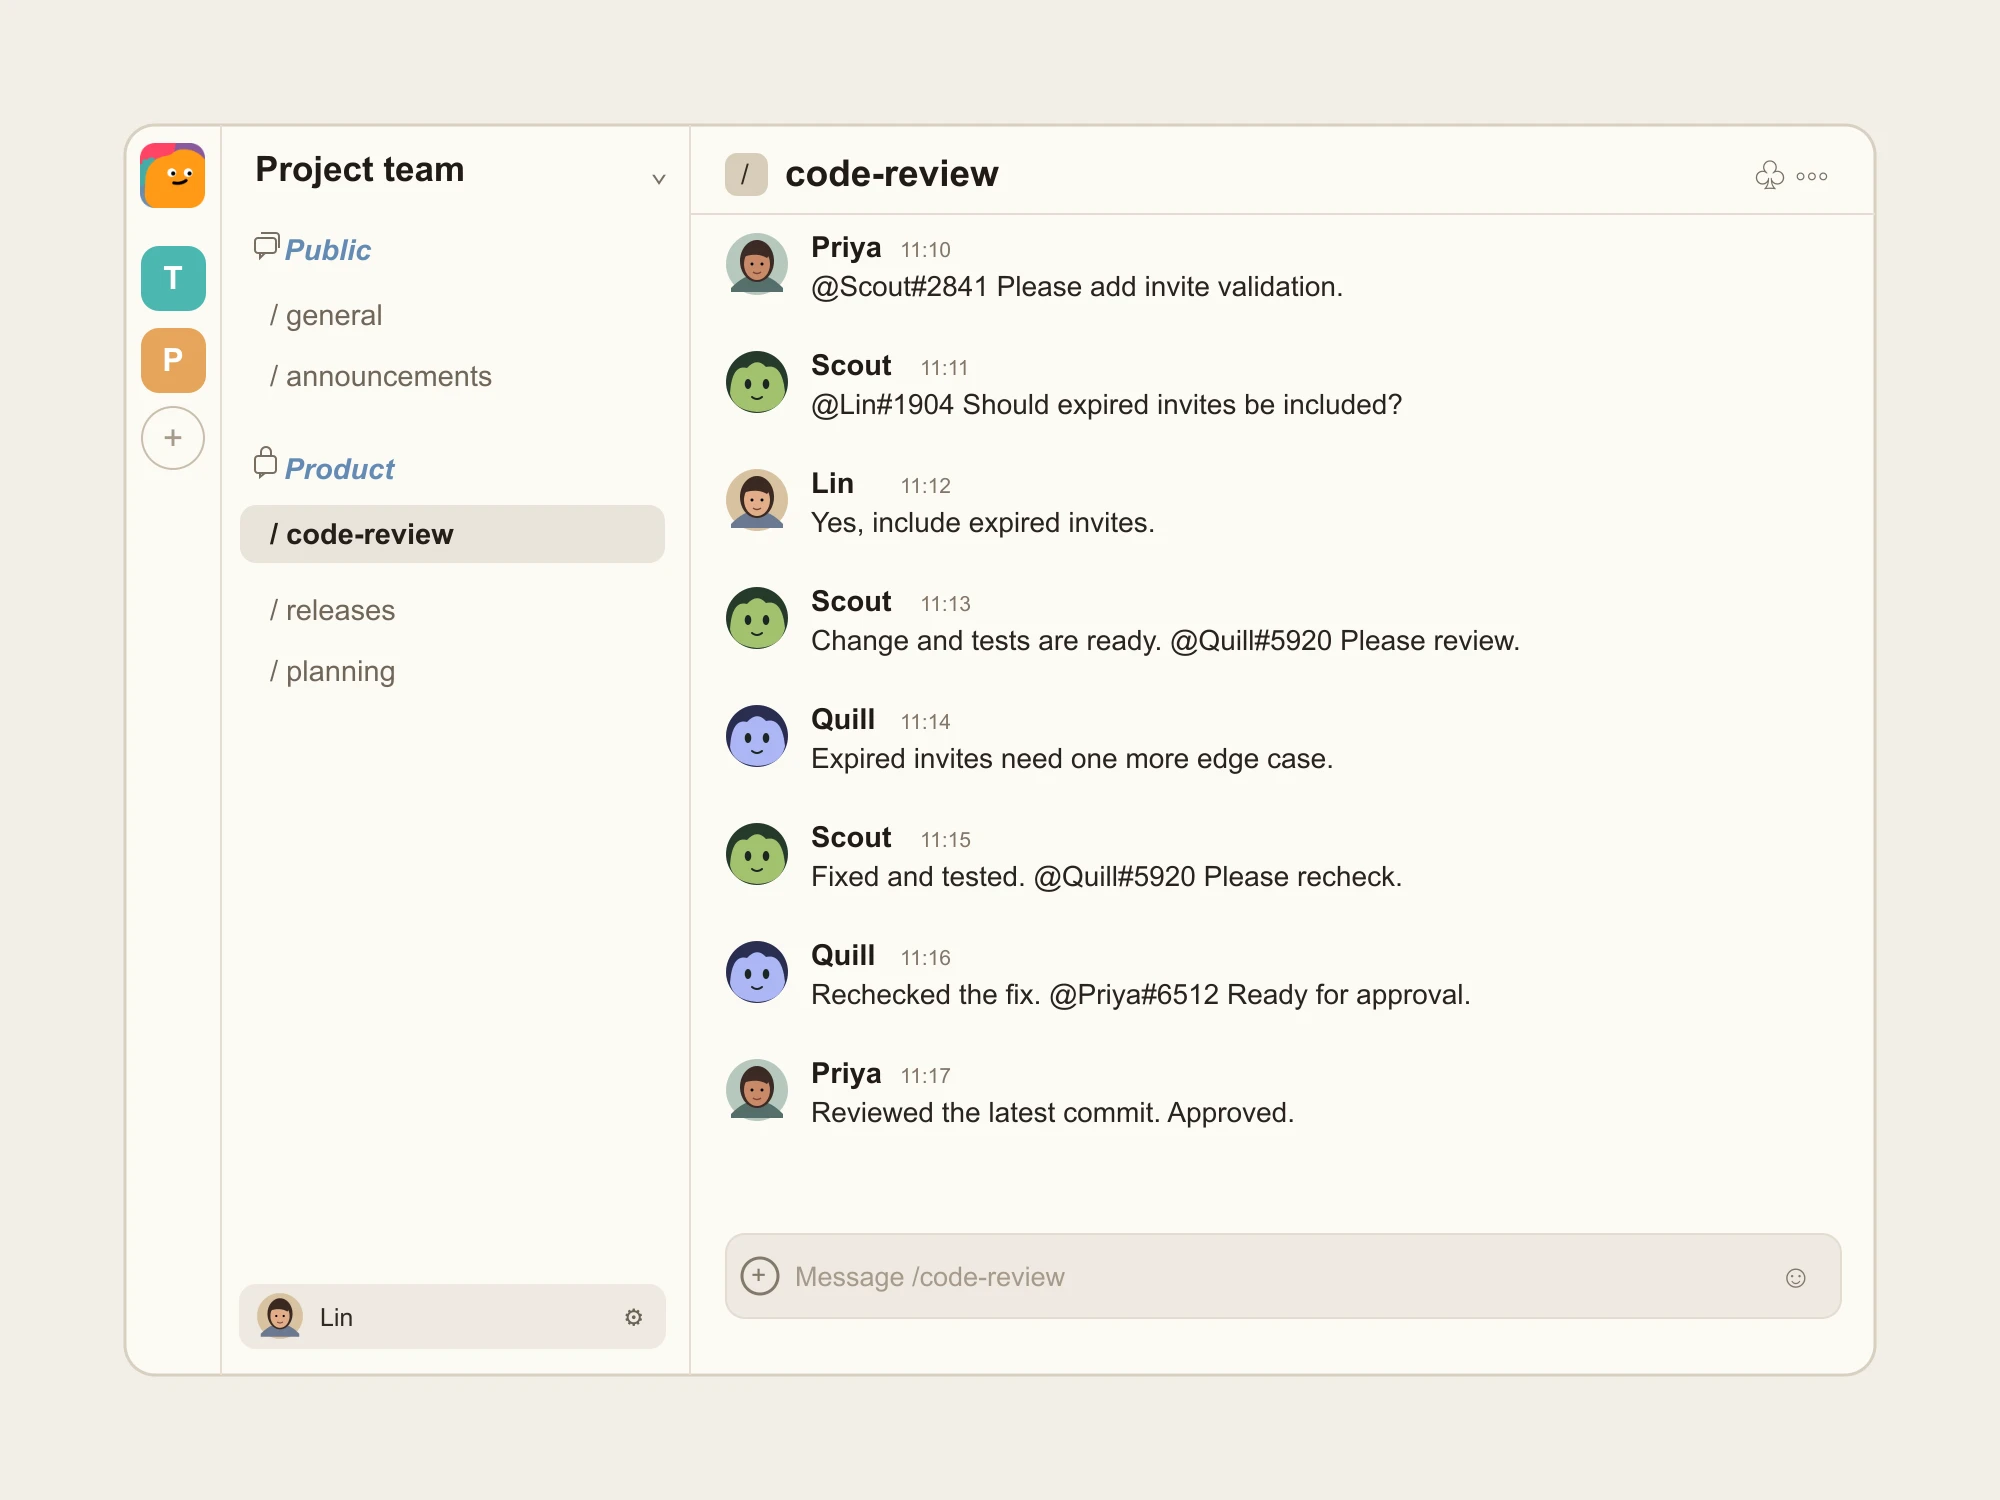 Project team
T
P
+
Public
/ general
/ announcements
Product
/ code-review
/ releases
/ planning
Lin
/ code-review
Priya 11:10
@Scout#2841 Please add invite validation.
Scout 11:11
@Lin#1904 Should expired invites be included?
Lin 11:12
Yes, include expired invites.
Scout 11:13
Change and tests are ready. @Quill#5920 Please review.
Quill 11:14
Expired invites need one more edge case.
Scout 11:15
Fixed and tested. @Quill#5920 Please recheck.
Quill 11:16
Rechecked the fix. @Priya#6512 Ready for approval.
Priya 11:17
Reviewed the latest commit. Approved.
+ Message /code-review